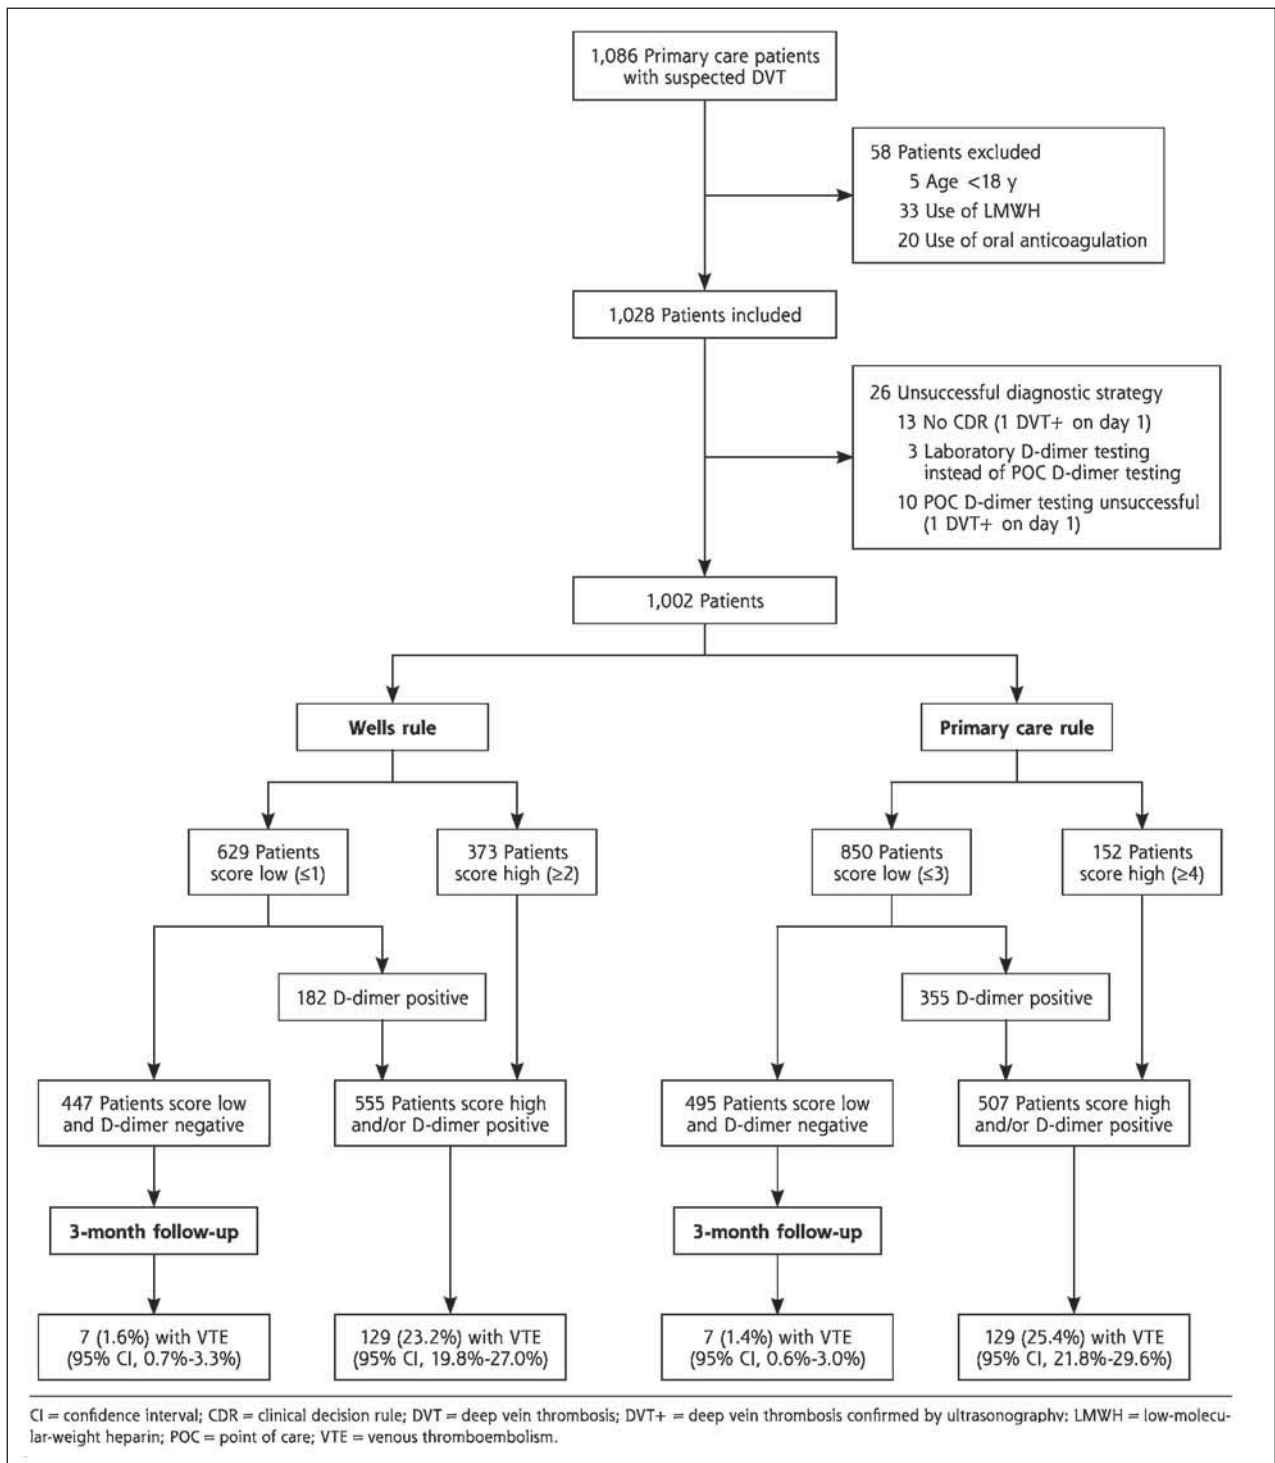 1,086 Primary care patients
with suspected DVT
58 Patients excluded
5 Age <18 y
33 Use of LMWH
20 Use of oral anticoagulation
1,028 Patients included
26 Unsuccessful diagnostic strategy
13 No CDR (1 DVT+ on day 1)
3 Laboratory D-dimer testing
instead of POC D-dimer testing
10 POC D-dimer testing unsuccessful
(1 DVT+ on day 1)
1,002 Patients
Wells rule
Primary care rule
629 Patients
score low (≤1)
373 Patients
score high (≥2)
850 Patients
score low (≤3)
152 Patients
score high (≥4)
182 D-dimer positive
355 D-dimer positive
447 Patients score low
and D-dimer negative
555 Patients score high
and/or D-dimer positive
495 Patients score low
and D-dimer negative
507 Patients score high
and/or D-dimer positive
3-month follow-up
3-month follow-up
7 (1.6%) with VTE
(95% CI, 0.7%-3.3%)
129 (23.2%) with VTE
(95% CI, 19.8%-27.0%)
7 (1.4%) with VTE
(95% CI, 0.6%-3.0%)
129 (25.4%) with VTE
(95% CI, 21.8%-29.6%)
CI = confidence interval; CDR = clinical decision rule; DVT = deep vein thrombosis; DVT+ = deep vein thrombosis confirmed by ultrasonography; LMWH = low-molecu-
lar-weight heparin; POC = point of care; VTE = venous thromboembolism.